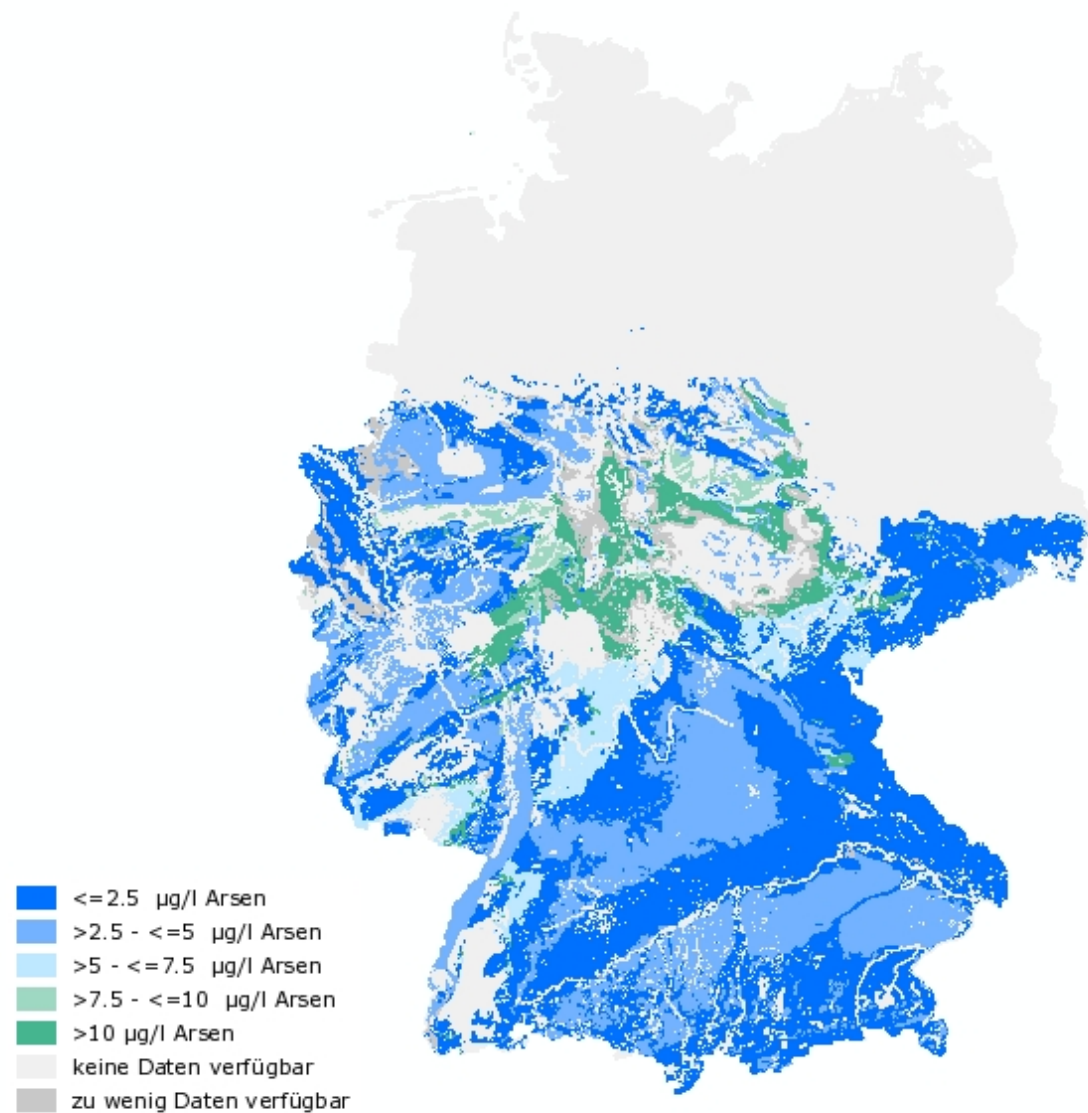 <=2.5 µg/l Arsen
>2.5 - <=5 µg/l Arsen
>5 - <=7.5 µg/l Arsen
>7.5 - <=10 µg/l Arsen
>10 µg/l Arsen
keine Daten verfügbar
zu wenig Daten verfügbar